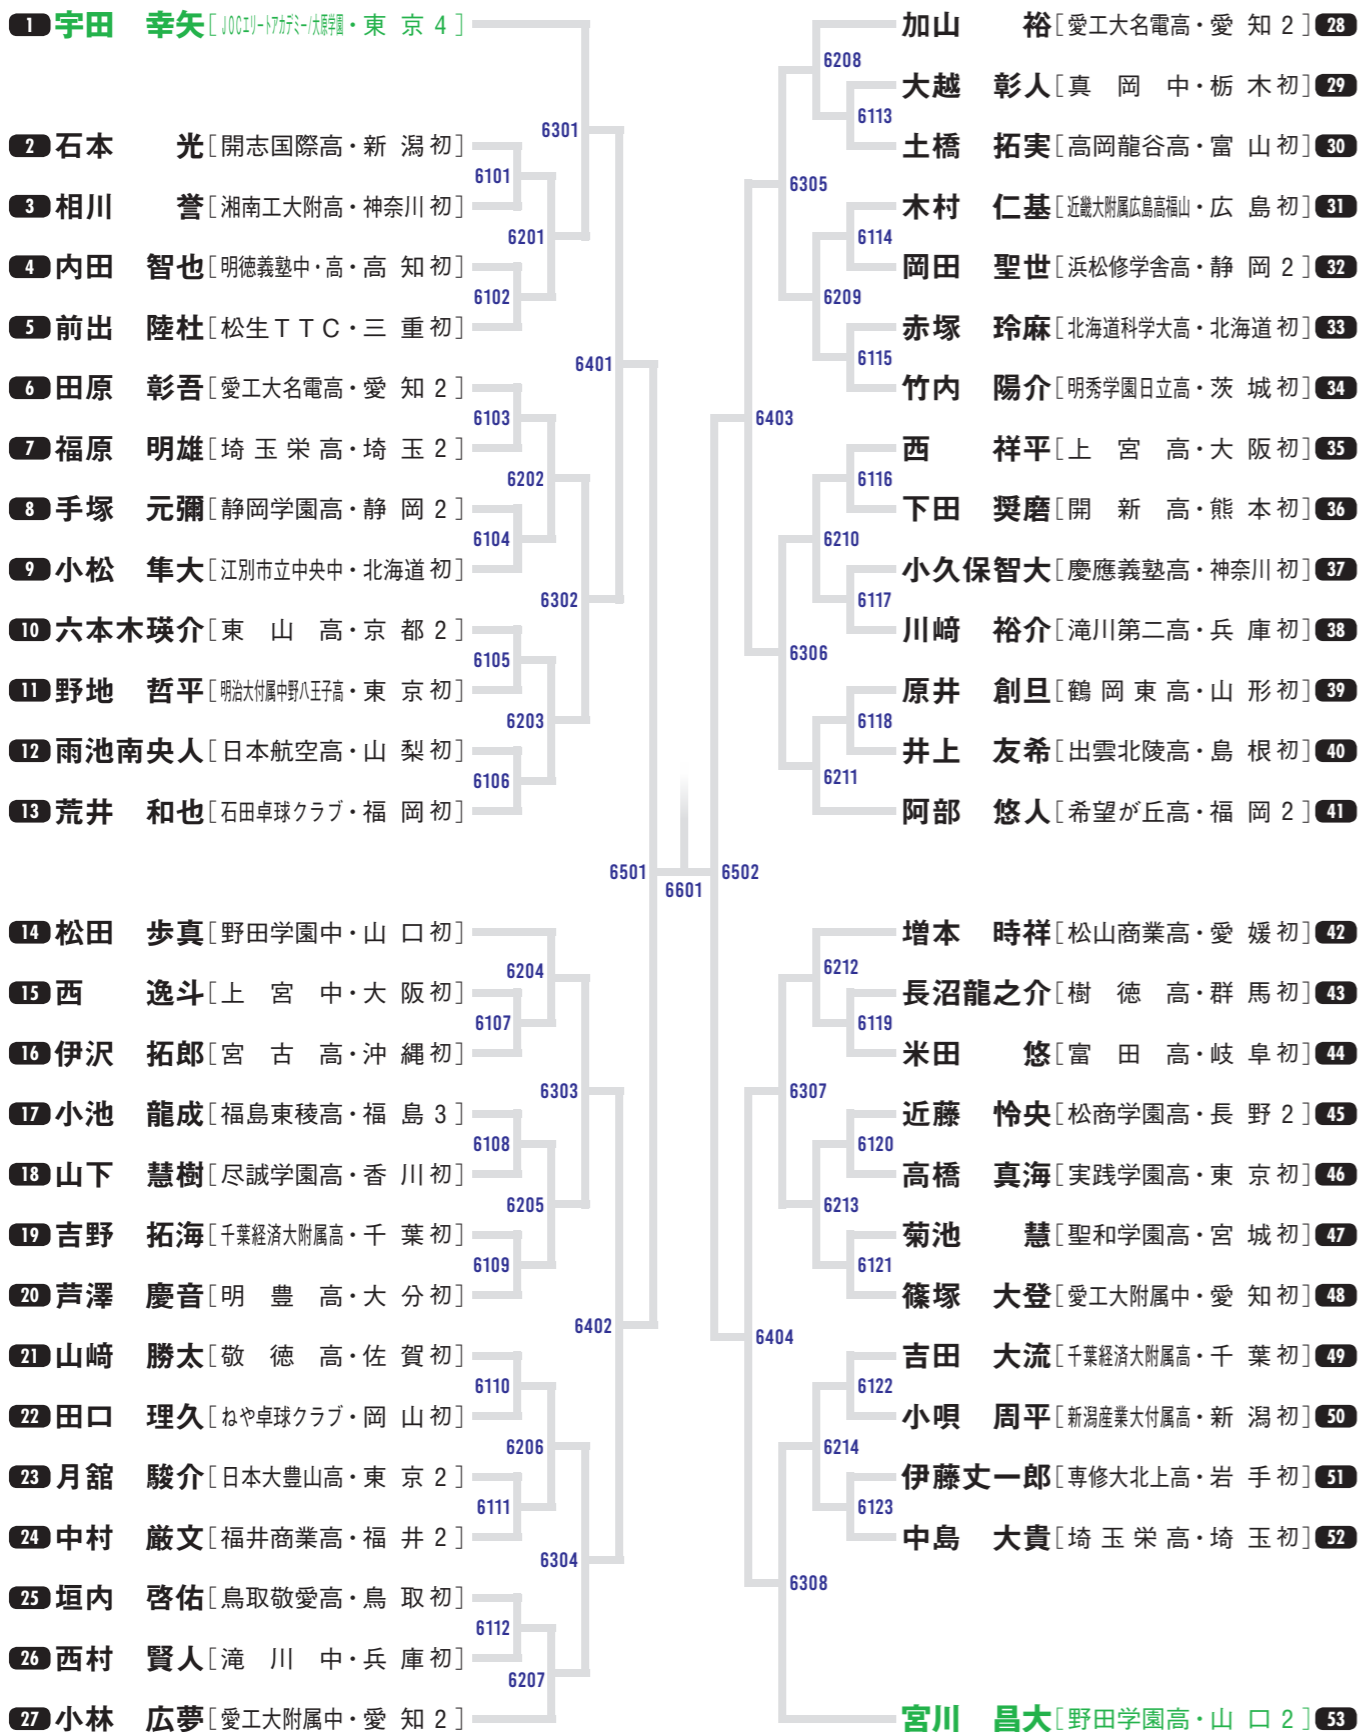 1 宇田 幸矢[JOCエリートアカデミー/大原学園・東 京 4]
2 石本 光[開志国際高・新 潟 初]
3 相川 誉[湘南工大附高・神奈川 初]
4 内田 智也[明徳義塾中・高・高 知 初]
5 前出 陸杜[松生TTC・三 重 初]
6 田原 彰吾[愛工大名電高・愛 知 2]
7 福原 明雄[埼玉栄高・埼 玉 2]
8 手塚 元彌[静岡学園高・静 岡 2]
9 小松 隼大[江別市立中央中・北海道 初]
10 六本木瑛介[東山高・京 都 2]
11 野地 哲平[明治大付属中野八王子高・東 京 初]
12 雨池南央人[日本航空高・山 梨 初]
13 荒井 和也[石田卓球クラブ・福 岡 初]
14 松田 歩真[野田学園中・山 口 初]
15 西 逸斗[上宮中・大 阪 初]
16 伊沢 拓郎[宮古高・沖 縄 初]
17 小池 龍成[福島東稜高・福 島 3]
18 山下 慧樹[尽誠学園高・香 川 初]
19 吉野 拓海[千葉経済大附属高・千 葉 初]
20 芦澤 慶音[明豊高・大 分 初]
21 山﨑 勝太[敬徳高・佐 賀 初]
22 田口 理久[ねや卓球クラブ・岡 山 初]
23 月舘 駿介[日本大豊山高・東 京 2]
24 中村 厳文[福井商業高・福 井 2]
25 垣内 啓佑[鳥取敬愛高・鳥 取 初]
26 西村 賢人[滝川中・兵 庫 初]
27 小林 広夢[愛工大附属中・愛 知 2]
6101
6102
6103
6104
6105
6106
6107
6108
6109
6110
6111
6112
6201
6202
6203
6204
6205
6206
6207
6301
6302
6303
6304
6401
6402
6501
6601
6502
6403
6404
6305
6306
6307
6308
6208
6209
6210
6211
6212
6213
6214
6113
6114
6115
6116
6117
6118
6119
6120
6121
6122
6123
加山 裕[愛工大名電高・愛 知 2]28
大越 彰人[真岡中・栃 木 初]29
土橋 拓実[高岡龍谷高・富 山 初]30
木村 仁基[近畿大附属広島高福山・広 島 初]31
岡田 聖世[浜松修学舎高・静 岡 2]32
赤塚 玲麻[北海道科学大高・北海道 初]33
竹内 陽介[明秀学園日立高・茨 城 初]34
西 祥平[上宮高・大 阪 初]35
下田 奨磨[開新高・熊 本 初]36
小久保智大[慶應義塾高・神奈川 初]37
川﨑 裕介[滝川第二高・兵 庫 初]38
原井 創旦[鶴岡東高・山 形 初]39
井上 友希[出雲北陵高・島 根 初]40
阿部 悠人[希望が丘高・福 岡 2]41
増本 時祥[松山商業高・愛 媛 初]42
長沼龍之介[樹徳高・群 馬 初]43
米田 悠[富田高・岐 阜 初]44
近藤 怜央[松商学園高・長 野 2]45
高橋 真海[実践学園高・東 京 初]46
菊池 慧[聖和学園高・宮 城 初]47
篠塚 大登[愛工大附属中・愛 知 初]48
吉田 大流[千葉経済大附属高・千 葉 初]49
小唄 周平[新潟産業大付属高・新 潟 初]50
伊藤丈一郎[専修大北上高・岩 手 初]51
中島 大貴[埼玉栄高・埼 玉 初]52
宮川 昌大[野田学園高・山 口 2]53